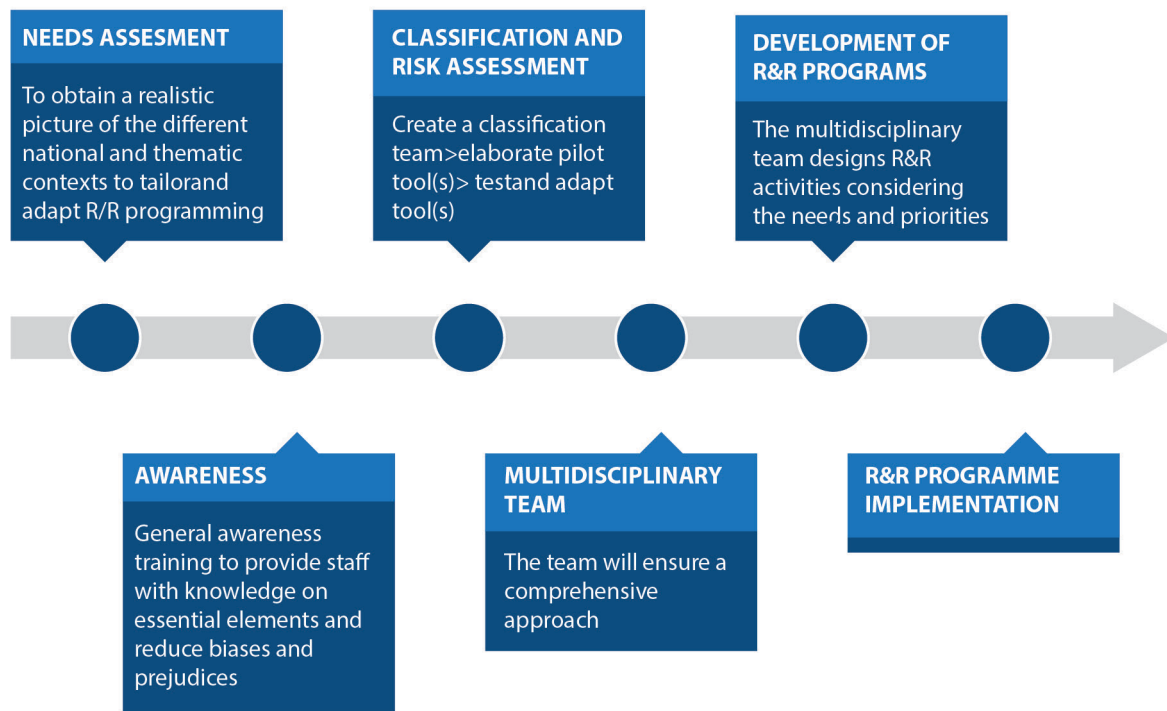 NEEDS ASSESMENT
To obtain a realistic
picture of the different
national and thematic
contexts to tailorand
adapt R/R programming
CLASSIFICATION AND
RISK ASSESSMENT
Create a classification
team>elaborate pilot
tool(s)> testand adapt
tool(s)
DEVELOPMENT OF
R&R PROGRAMS
The multidisciplinary
team designs R&R
activities considering
the needs and priorities
AWARENESS
General awareness
training to provide staff
with knowledge on
essential elements and
reduce biases and
prejudices
MULTIDISCIPLINARY
TEAM
The team will ensure a
comprehensive
approach
R&R PROGRAMME
IMPLEMENTATION